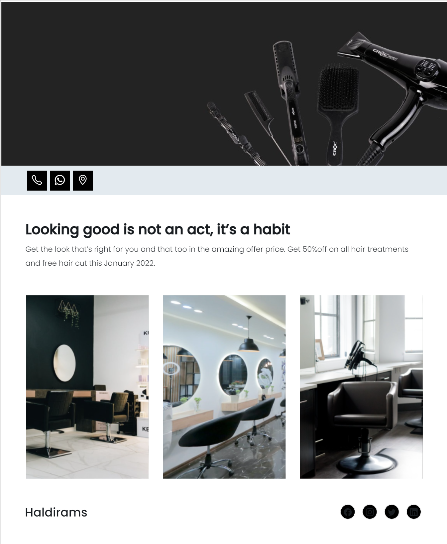 Looking good is not an act, it's a habit
Get the look that's right for you and that too in the amazing offer price. Get 50%off on all hair treatments
and free hair cut this January 2022.
Haldirams